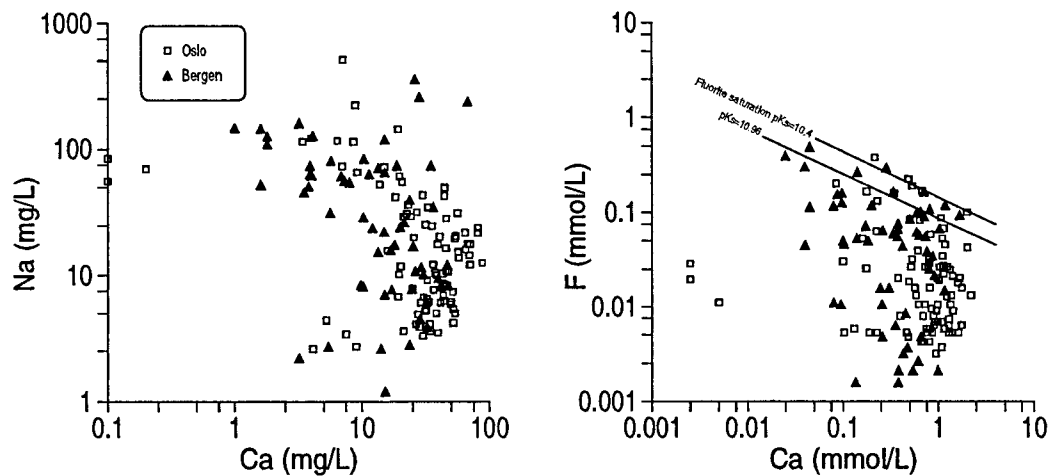 1000
100
10
1
Na (mg/L)
Oslo
Bergen
0.1
1
10
100
Ca (mg/L)
10
1
0.1
0.01
0.001
F (mmol/L)
Fluorite saturation pKs=10.4
pKs=10.96
0.001
0.01
0.1
1
10
Ca (mmol/L)